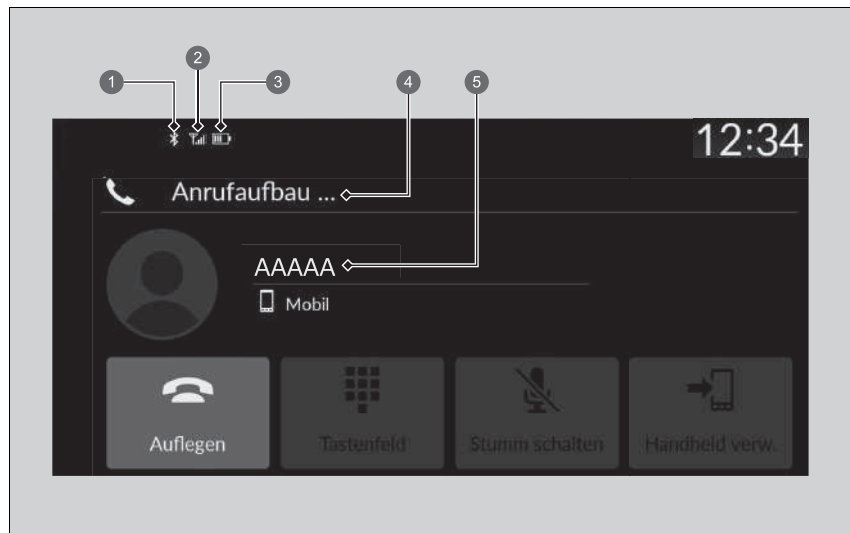 1 2 3 4 5
12:34
Anrufaufbau ...
AAAAA
Mobil
Auflegen Tastenfeld Stumm schalten Handheld verw.